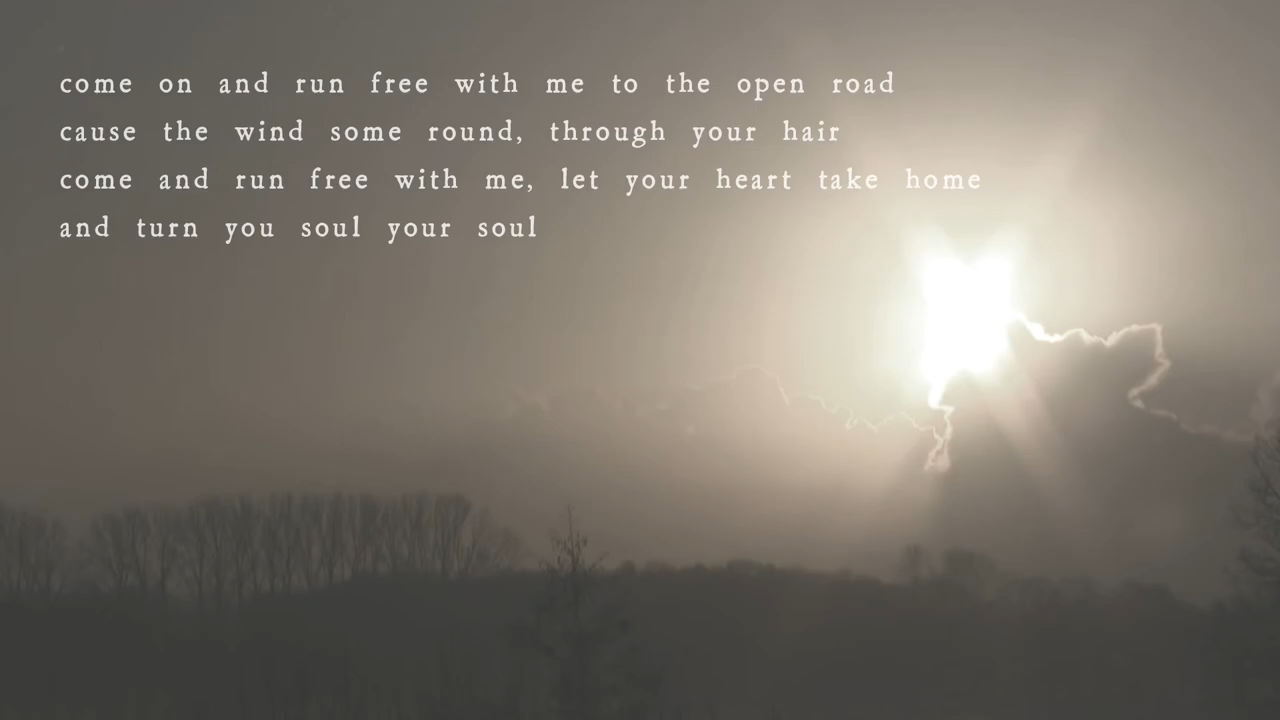 come on and run free with me to the open road
cause the wind some round, through your hair
come and run free with me, let your heart take home
and turn you soul your soul